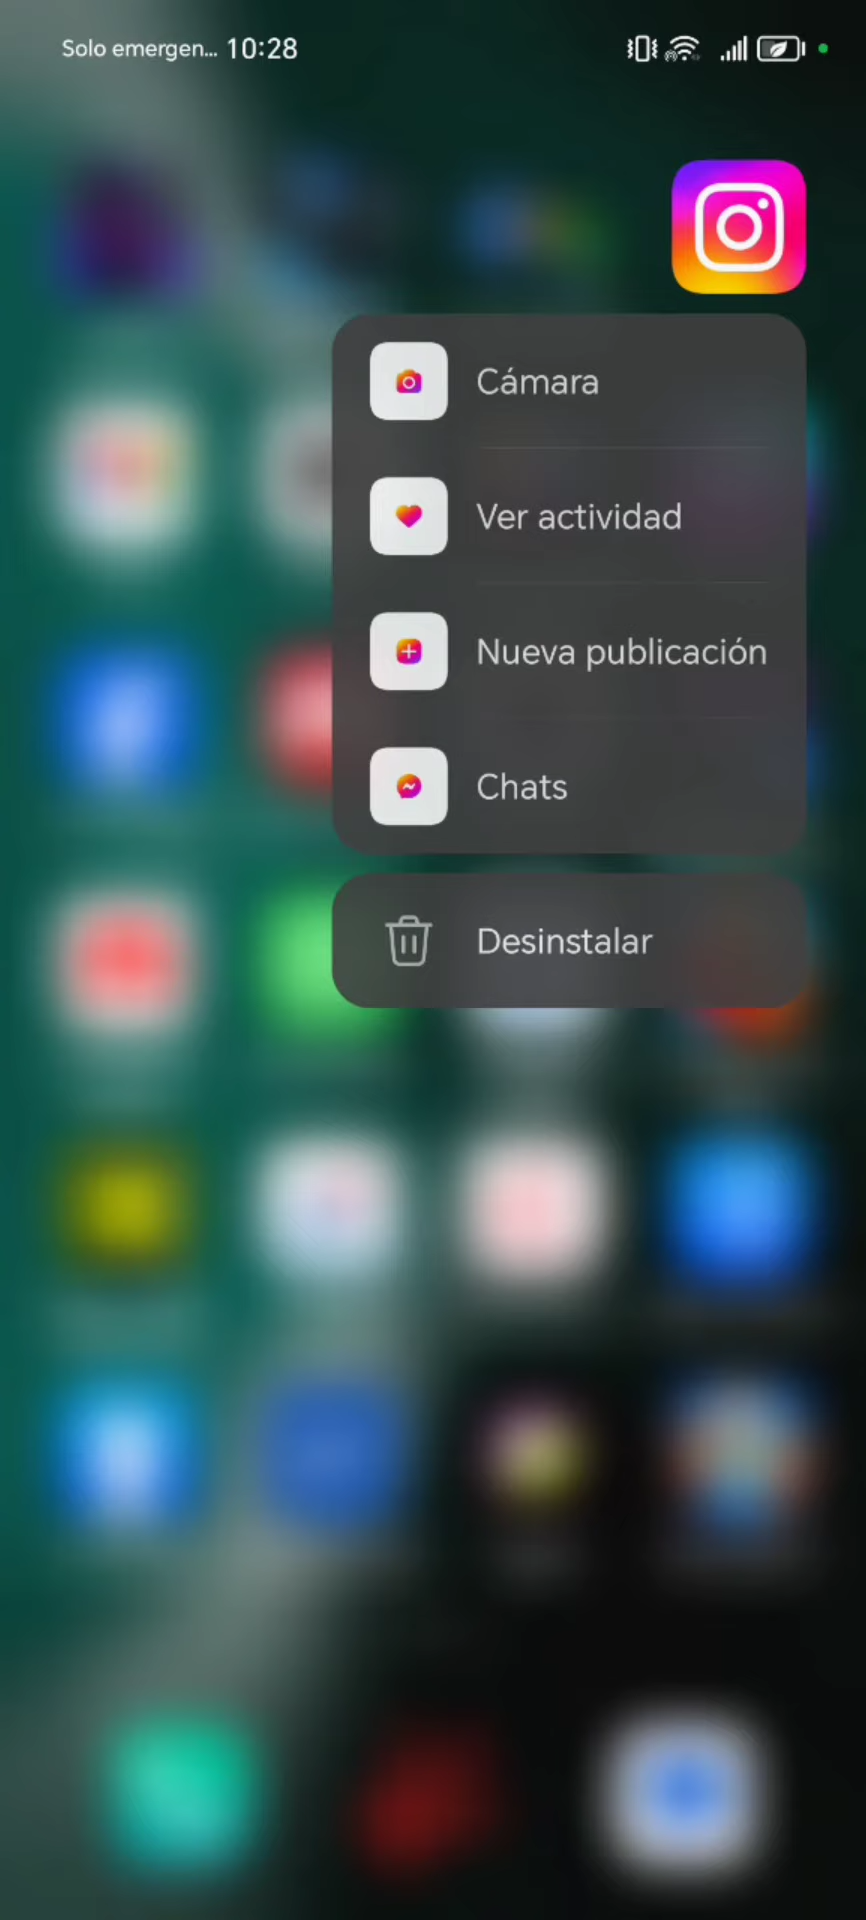 Solo emergen... 10:28
Cámara
Ver actividad
Nueva publicación
Chats
Desinstalar